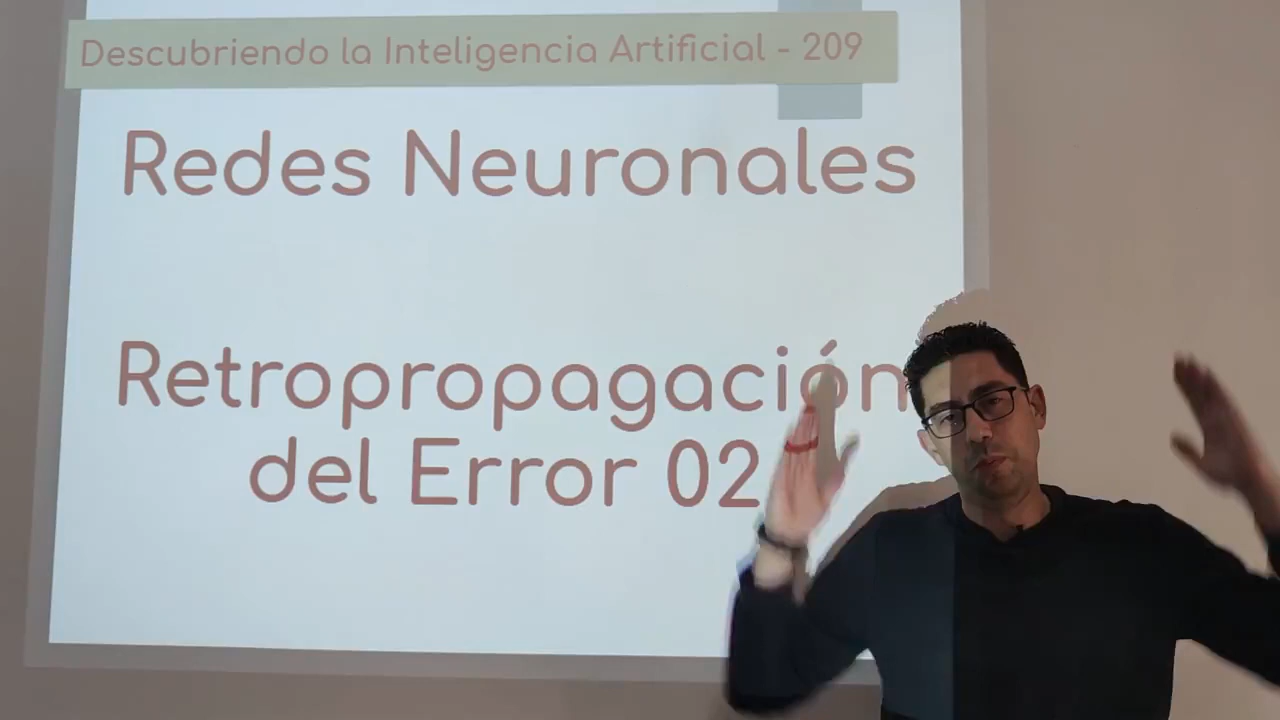 Descubriendo la Inteligencia Artificial - 209
Redes Neuronales
Retropropagación
del Error 02